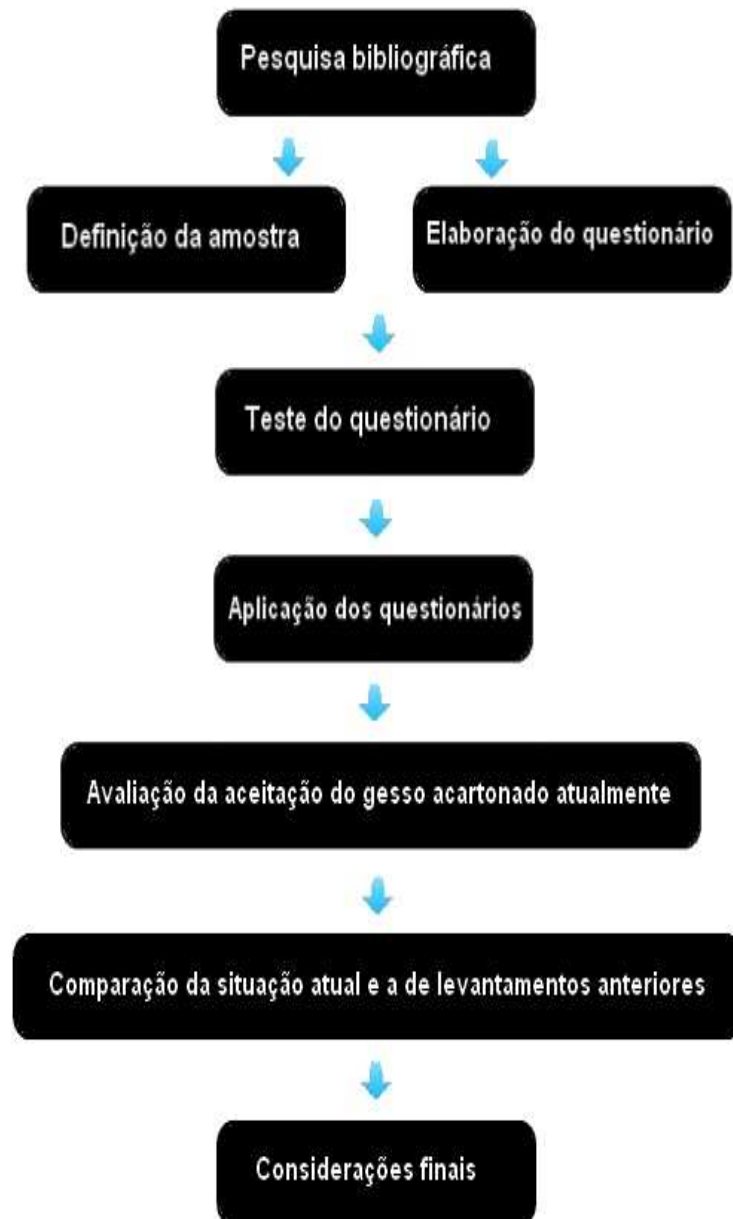 Pesquisa bibliográfica
Definição da amostra
Elaboração do questionário
Teste do questionário
Aplicação dos questionários
Avaliação da aceitação do gesso acartonado atualmente
Comparação da situação atual e a de levantamentos anteriores
Considerações finais